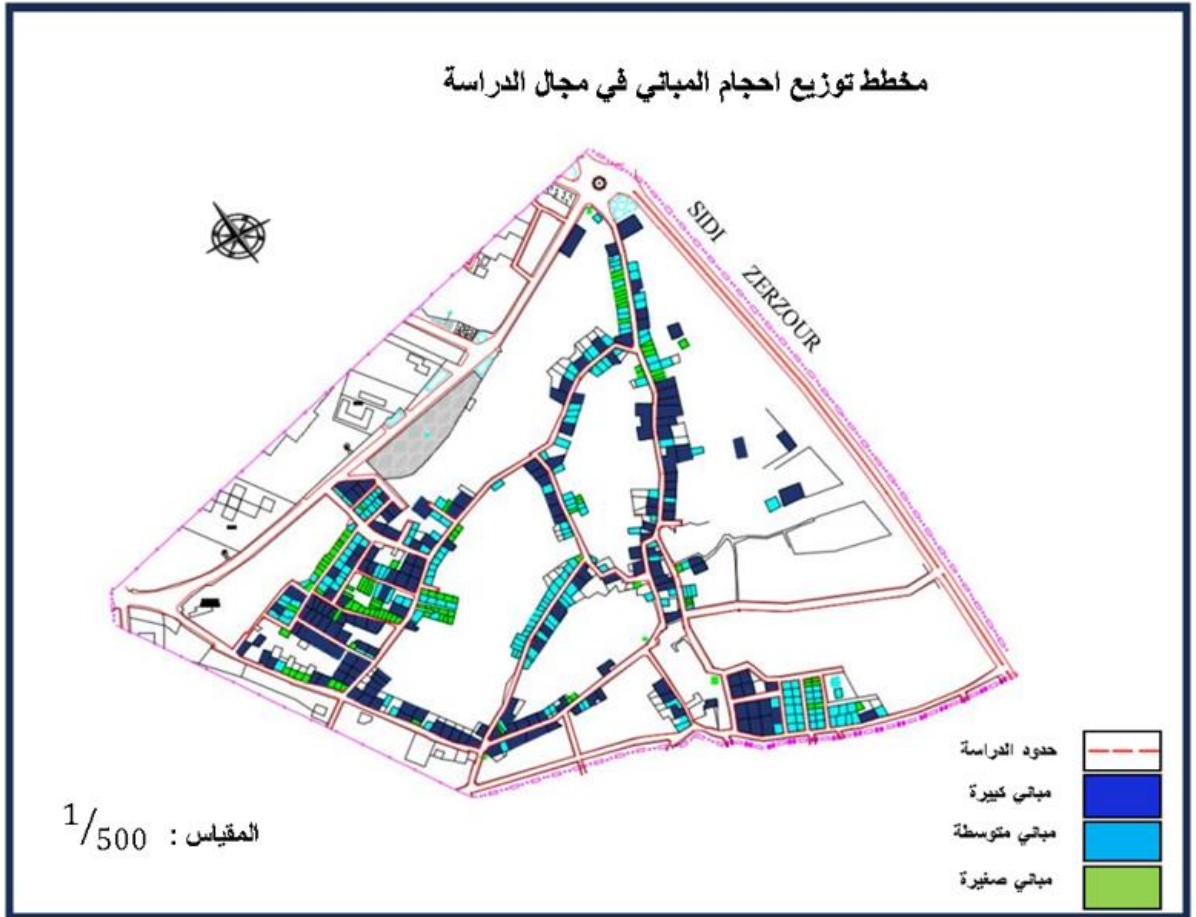 مخطط توزيع احجام المباني في مجال الدراسة
SIDI
ZERZOUR
حدود الدراسة
مباني كبيرة
مباني متوسطة
مباني صغيرة
المقياس : 1/500